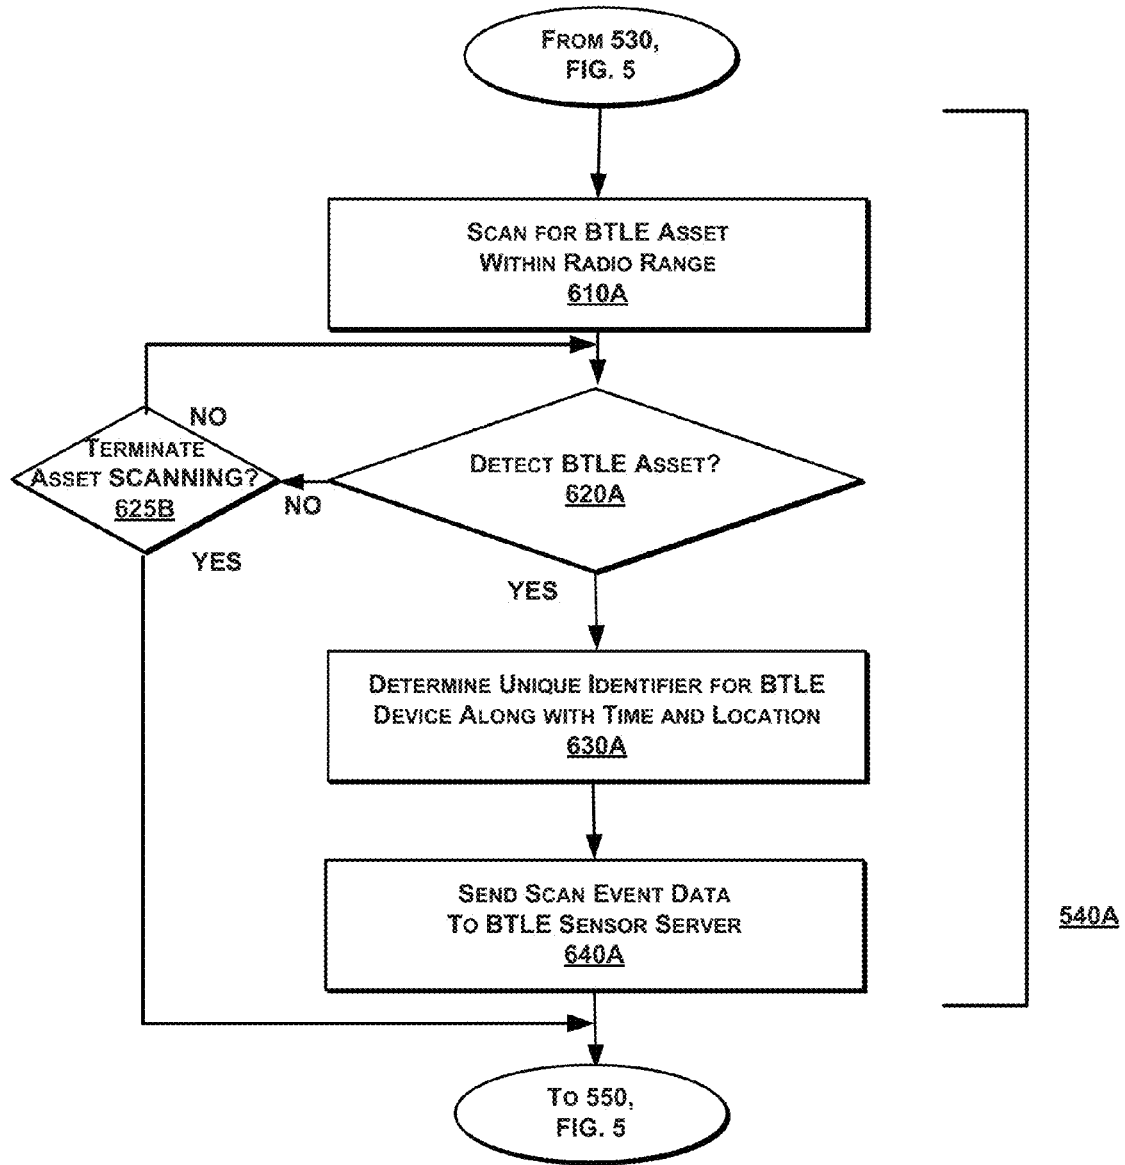 FROM 530,
FIG. 5
SCAN FOR BTLE ASSET
WITHIN RADIO RANGE
610A
NO
TERMINATE
ASSET SCANNING?
625B
NO
YES
DETECT BTLE ASSET?
620A
YES
DETERMINE UNIQUE IDENTIFIER FOR BTLE
DEVICE ALONG WITH TIME AND LOCATION
630A
SEND SCAN EVENT DATA
TO BTLE SENSOR SERVER
640A
540A
TO 550,
FIG. 5